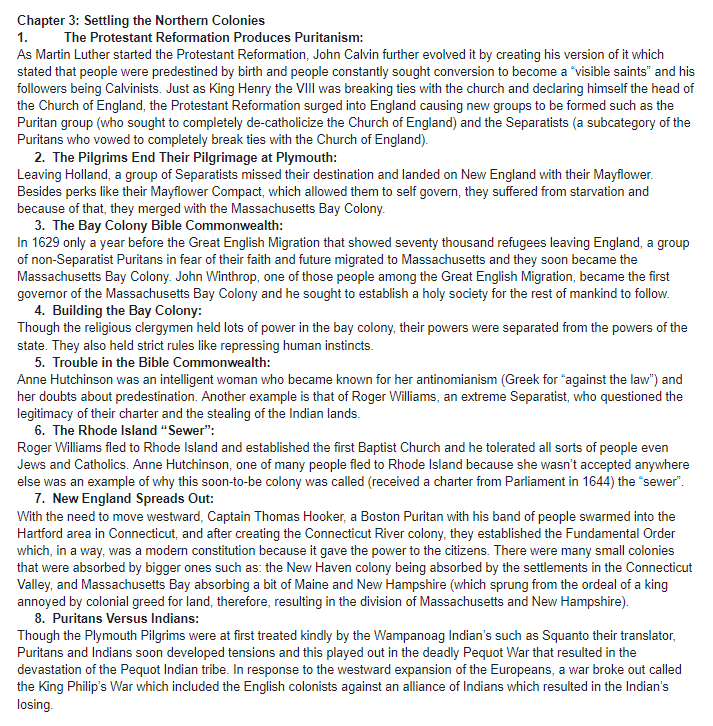 Chapter 3: Settling the Northern Colonies
1. The Protestant Reformation Produces Puritanism:
As Martin Luther started the Protestant Reformation, John Calvin further evolved it by creating his version of it which
stated that people were predestined by birth and people constantly sought conversion to become a “visible saints” and his
followers being Calvinists. Just as King Henry the VIII was breaking ties with the church and declaring himself the head of
the Church of England, the Protestant Reformation surged into England causing new groups to be formed such as the
Puritan group (who sought to completely de-catholicize the Church of England) and the Separatists (a subcategory of the
Puritans who vowed to completely break ties with the Church of England).
2. The Pilgrims End Their Pilgrimage at Plymouth:
Leaving Holland, a group of Separatists missed their destination and landed on New England with their Mayflower.
Besides perks like their Mayflower Compact, which allowed them to self govern, they suffered from starvation and
because of that, they merged with the Massachusetts Bay Colony.
3. The Bay Colony Bible Commonwealth:
In 1629 only a year before the Great English Migration that showed seventy thousand refugees leaving England, a group
of non-Separatist Puritans in fear of their faith and future migrated to Massachusetts and they soon became the
Massachusetts Bay Colony. John Winthrop, one of those people among the Great English Migration, became the first
governor of the Massachusetts Bay Colony and he sought to establish a holy society for the rest of mankind to follow.
4. Building the Bay Colony:
Though the religious clergymen held lots of power in the bay colony, their powers were separated from the powers of the
state. They also held strict rules like repressing human instincts.
5. Trouble in the Bible Commonwealth:
Anne Hutchinson was an intelligent woman who became known for her antinomianism (Greek for “against the law”) and
her doubts about predestination. Another example is that of Roger Williams, an extreme Separatist, who questioned the
legitimacy of their charter and the stealing of the Indian lands.
6. The Rhode Island “Sewer”:
Roger Williams fled to Rhode Island and established the first Baptist Church and he tolerated all sorts of people even
Jews and Catholics. Anne Hutchinson, one of many people fled to Rhode Island because she wasn’t accepted anywhere
else was an example of why this soon-to-be colony was called (received a charter from Parliament in 1644) the “sewer”.
7. New England Spreads Out:
With the need to move westward, Captain Thomas Hooker, a Boston Puritan with his band of people swarmed into the
Hartford area in Connecticut, and after creating the Connecticut River colony, they established the Fundamental Order
which, in a way, was a modern constitution because it gave the power to the citizens. There were many small colonies
that were absorbed by bigger ones such as: the New Haven colony being absorbed by the settlements in the Connecticut
Valley, and Massachusetts Bay absorbing a bit of Maine and New Hampshire (which sprung from the ordeal of a king
annoyed by colonial greed for land, therefore, resulting in the division of Massachusetts and New Hampshire).
8. Puritans Versus Indians:
Though the Plymouth Pilgrims were at first treated kindly by the Wampanoag Indian’s such as Squanto their translator,
Puritans and Indians soon developed tensions and this played out in the deadly Pequot War that resulted in the
devastation of the Pequot Indian tribe. In response to the westward expansion of the Europeans, a war broke out called
the King Philip’s War which included the English colonists against an alliance of Indians which resulted in the Indian’s
losing.